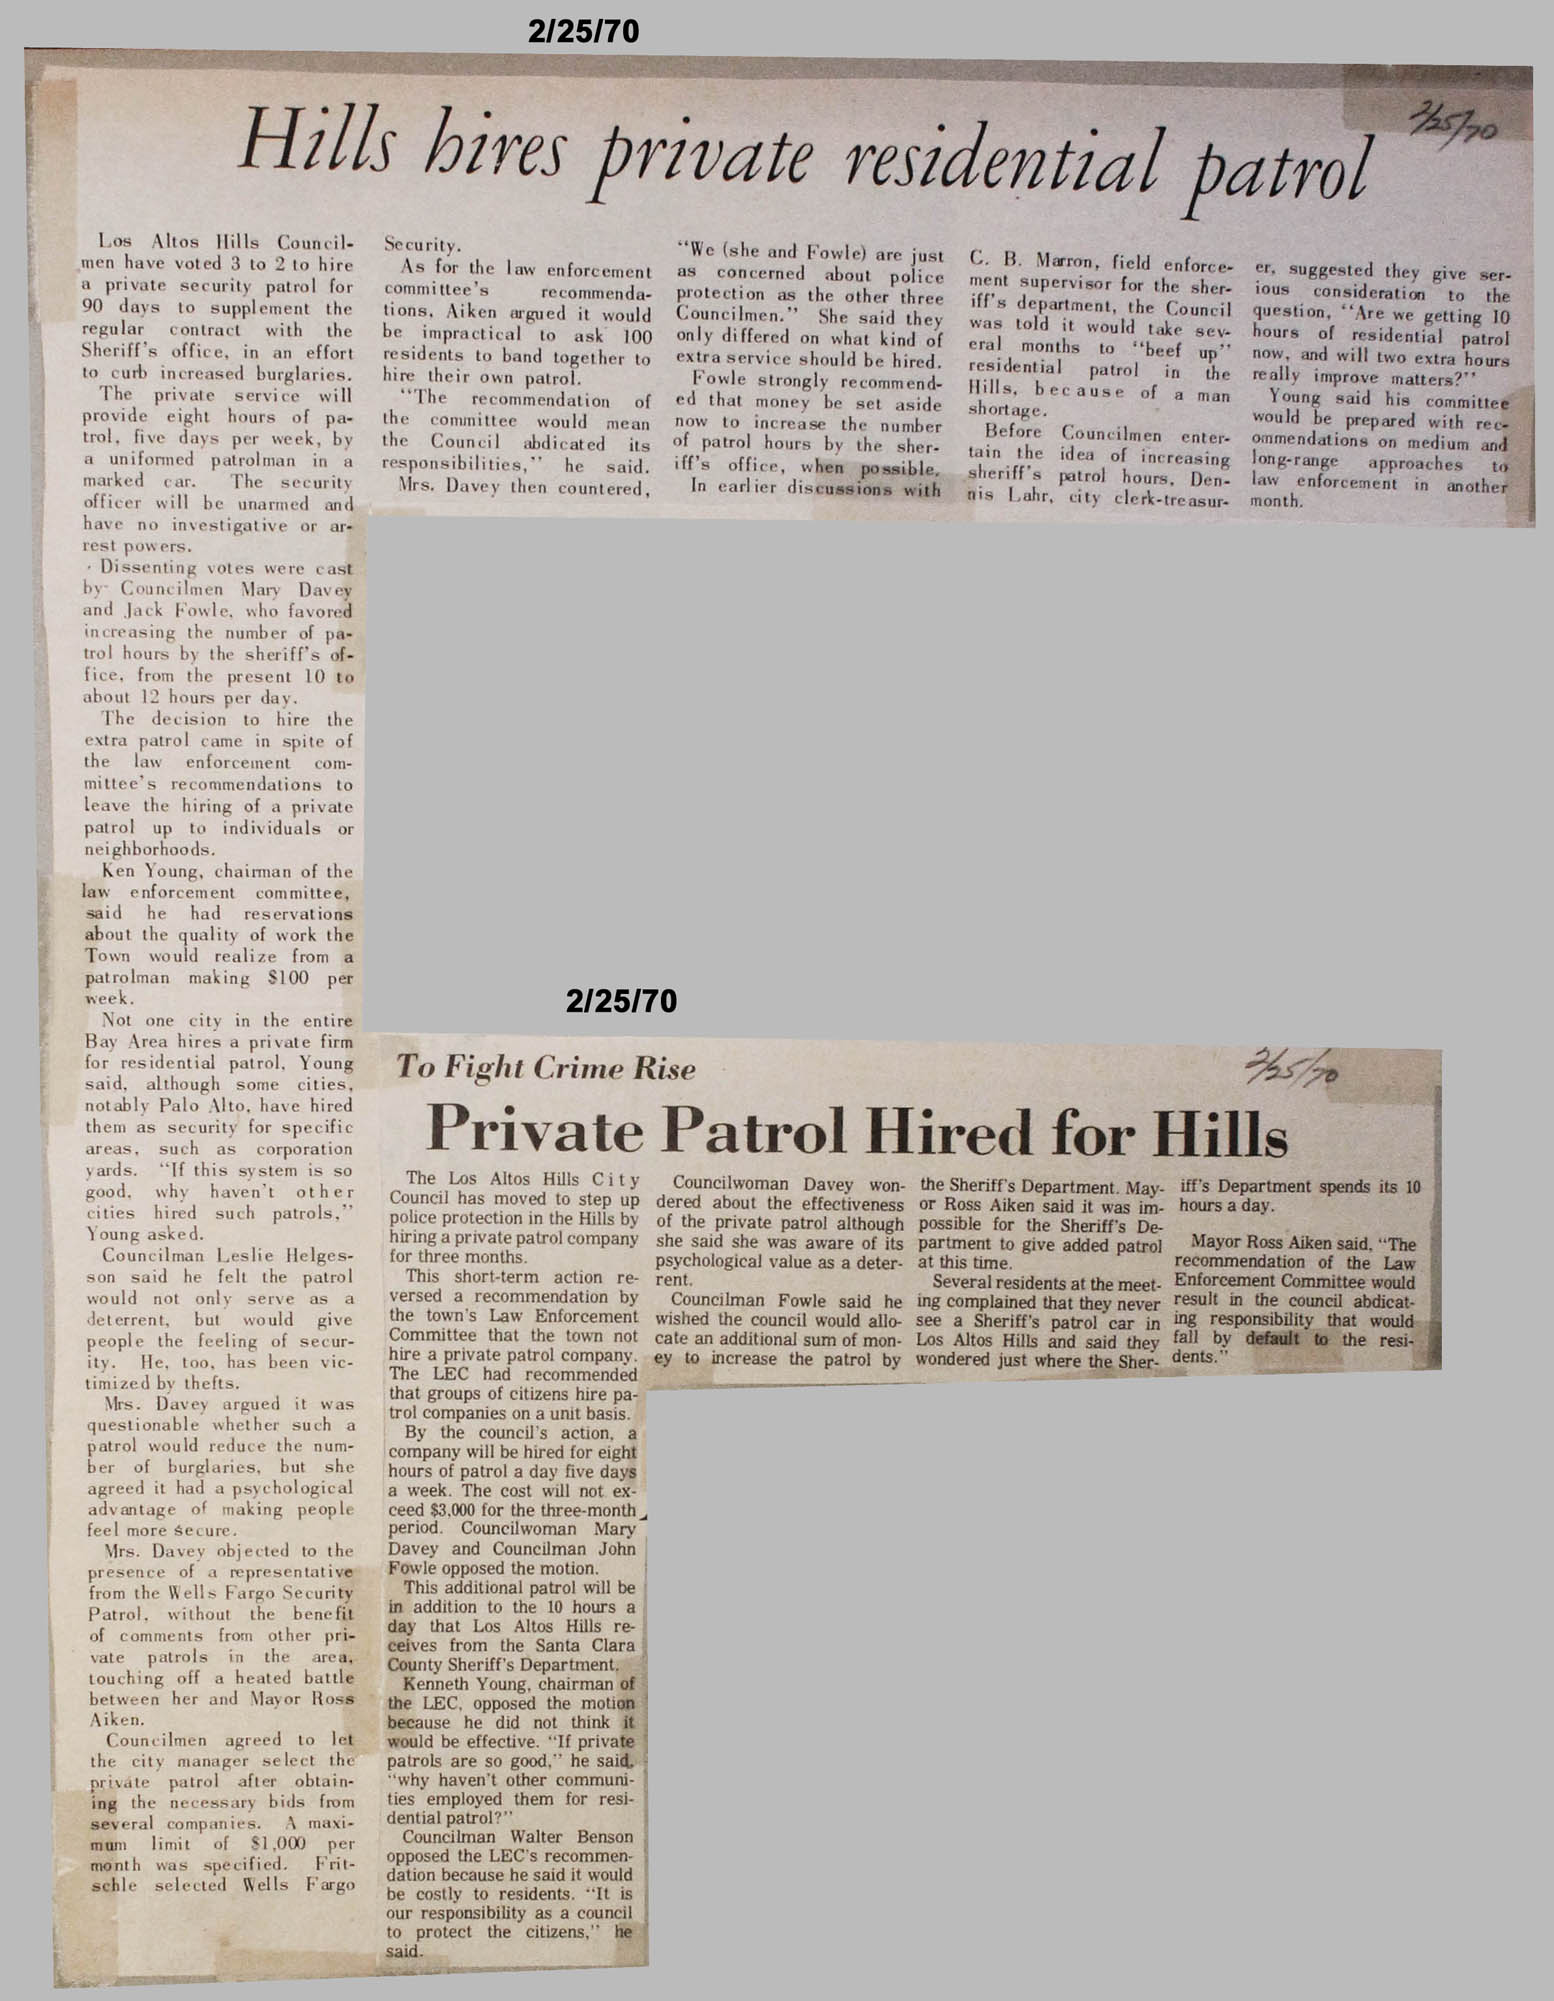 2/25/70
2/25/70
Hills hires private residential patrol
Los Altos Hills Council-
men have voted 3 to 2 to hire
a private security patrol for
90 days to supplement the
regular contract with the
Sheriff's office, in an effort
to curb increased burglaries.
The private service will
provide eight hours of pa-
trol, five days per week, by
a uniformed patrolman in a
marked car. The security
officer will be unarmed and
have no investigative or ar-
rest powers.
Dissenting votes were cast
by Councilmen Mary Davey
and Jack Fowle, who favored
increasing the number of pa-
trol hours by the sheriff's of-
fice, from the present 10 to
about 12 hours per day.
The decision to hire the
extra patrol came in spite of
the law enforcement com-
mittee's recommendations to
leave the hiring of a private
patrol up to individuals or
neighborhoods.
Ken Young, chairman of the
law enforcement committee,
said he had reservations
about the quality of work the
Town would realize from a
patrolman making $100 per
week.
Not one city in the entire
Bay Area hires a private firm
for residential patrol, Young
said, although some cities,
notably Palo Alto, have hired
them as security for specific
areas, such as corporation
yards. "If this system is so
good, why haven't other
cities hired such patrols,"
Young asked.
Councilman Leslie Helges-
son said he felt the patrol
would not only serve as a
deterrent, but would give
people the feeling of secur-
ity. He, too, has been vic-
timized by thefts.
Mrs. Davey argued it was
questionable whether such a
patrol would reduce the num-
ber of burglaries, but she
agreed it had a psychological
advantage of making people
feel more secure.
Mrs. Davey objected to the
presence of a representative
from the Wells Fargo Security
Patrol, without the benefit
of comments from other pri-
vate patrols in the area,
touching off a heated battle
between her and Mayor Ross
Aiken.
Councilmen agreed to let
the city manager select the
private patrol after obtain-
ing the necessary bids from
several companies. A maxi-
mum limit of $1,000 per
month was specified. Frit-
schle selected Wells Fargo
Security.
As for the law enforcement
committee's recommenda-
tions, Aiken argued it would
be impractical to ask 100
residents to band together to
hire their own patrol.
"The recommendation of
the committee would mean
the Council abdicated its
responsibilities," he said.
Mrs. Davey then countered,
"We (she and Fowle) are just
as concerned about police
protection as the other three
Councilmen." She said they
only differed on what kind of
extra service should be hired.
Fowle strongly recommend-
ed that money be set aside
now to increase the number
of patrol hours by the sher-
iff's office, when possible.
In earlier discussions with
C. B. Marron, field enforce-
ment supervisor for the sher-
iff's department, the Council
was told it would take sev-
eral months to "beef up"
residential patrol in the
Hills, because of a man
shortage.
Before Councilmen enter-
tain the idea of increasing
sheriff's patrol hours, Den-
nis Lahr, city clerk-treasur-
er, suggested they give ser-
ious consideration to the
question, "Are we getting 10
hours of residential patrol
now, and will two extra hours
really improve matters?"
Young said his committee
would be prepared with rec-
ommendations on medium and
long-range approaches to
law enforcement in another
month.
2/25/70
To Fight Crime Rise
2/25/70
Private Patrol Hired for Hills
The Los Altos Hills City
Council has moved to step up
police protection in the Hills by
hiring a private patrol company
for three months.
This short-term action re-
versed a recommendation by
the town's Law Enforcement
Committee that the town not
hire a private patrol company.
The LEC had recommended
that groups of citizens hire pa-
trol companies on a unit basis.
By the council's action, a
company will be hired for eight
hours of patrol a day five days
a week. The cost will not ex-
ceed $3,000 for the three-month
period. Councilwoman Mary
Davey and Councilman John
Fowle opposed the motion.
This additional patrol will be
in addition to the 10 hours a
day that Los Altos Hills re-
ceives from the Santa Clara
County Sheriff's Department.
Kenneth Young, chairman of
the LEC, opposed the motion
because he did not think it
would be effective. "If private
patrols are so good," he said,
"why haven't other communi-
ties employed them for resi-
dential patrol?"
Councilman Walter Benson
opposed the LEC's recommen-
dation because he said it would
be costly to residents. "It is
our responsibility as a council
to protect the citizens," he
said.
Councilwoman Davey won-
dered about the effectiveness
of the private patrol although
she said she was aware of its
psychological value as a deter-
rent.
Councilman Fowle said he
wished the council would allo-
cate an additional sum of mon-
ey to increase the patrol by
the Sheriff's Department. May-
or Ross Aiken said it was im-
possible for the Sheriff's De-
partment to give added patrol
at this time.
Several residents at the meet-
ing complained that they never
see a Sheriff's patrol car in
Los Altos Hills and said they
wondered just where the Sher-
iff's Department spends its 10
hours a day.
Mayor Ross Aiken said, "The
recommendation of the Law
Enforcement Committee would
result in the council abdicat-
ing responsibility that would
fall by default to the resi-
dents."